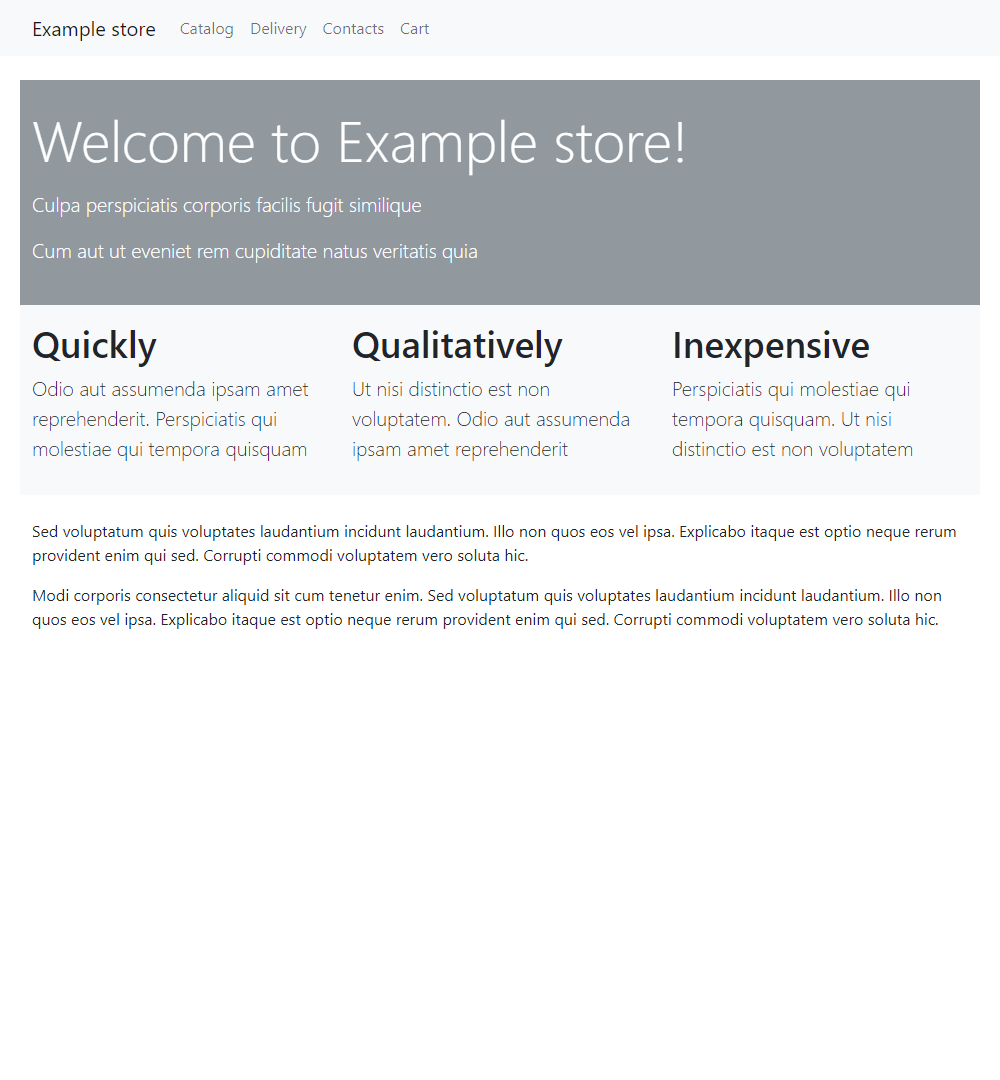 Example store Catalog Delivery Contacts Cart
Welcome to Example store!
Culpa perspiciatis corporis facilis fugit similique
Cum aut ut eveniet rem cupiditate natus veritatis quia
Quickly
Odio aut assumenda ipsam amet
reprehenderit. Perspiciatis qui
molestiae qui tempora quisquam
Qualitatively
Ut nisi distinctio est non
voluptatem. Odio aut assumenda
ipsam amet reprehenderit
Inexpensive
Perspiciatis qui molestiae qui
tempora quisquam. Ut nisi
distinctio est non voluptatem
Sed voluptatum quis voluptates laudantium incidunt laudantium. Illo non quos eos vel ipsa. Explicabo itaque est optio neque rerum
provident enim qui sed. Corrupti commodi voluptatem vero soluta hic.
Modi corporis consectetur aliquid sit cum tenetur enim. Sed voluptatum quis voluptates laudantium incidunt laudantium. Illo non
quos eos vel ipsa. Explicabo itaque est optio neque rerum provident enim qui sed. Corrupti commodi voluptatem vero soluta hic.